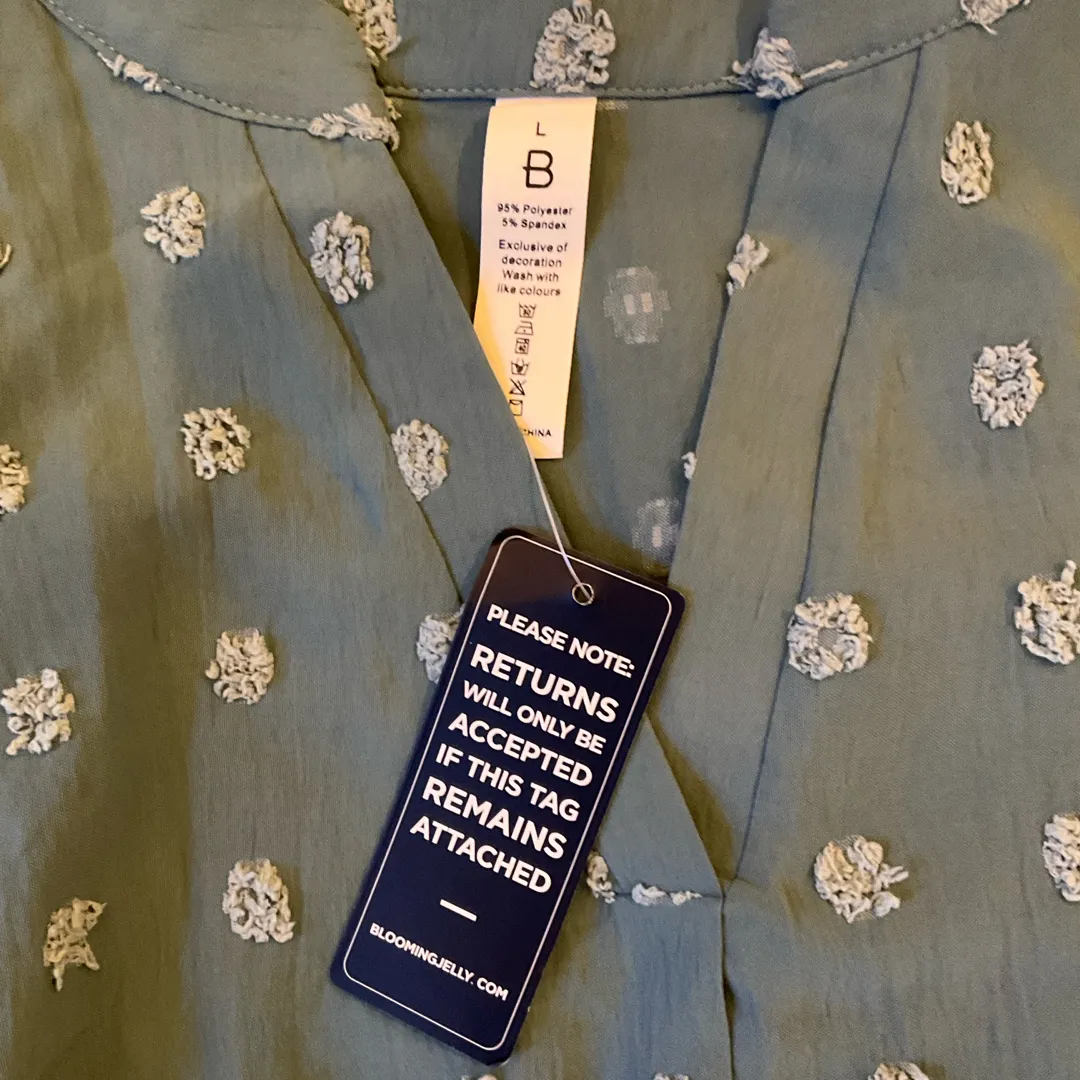 L
B
95% Polyester
5% Spandex
Exclusive of
decoration
Wash with
like colours
CHINA
PLEASE NOTE:
RETURNS
WILL ONLY BE
ACCEPTED
IF THIS TAG
REMAINS
ATTACHED
BLOOMINGJELLY.COM